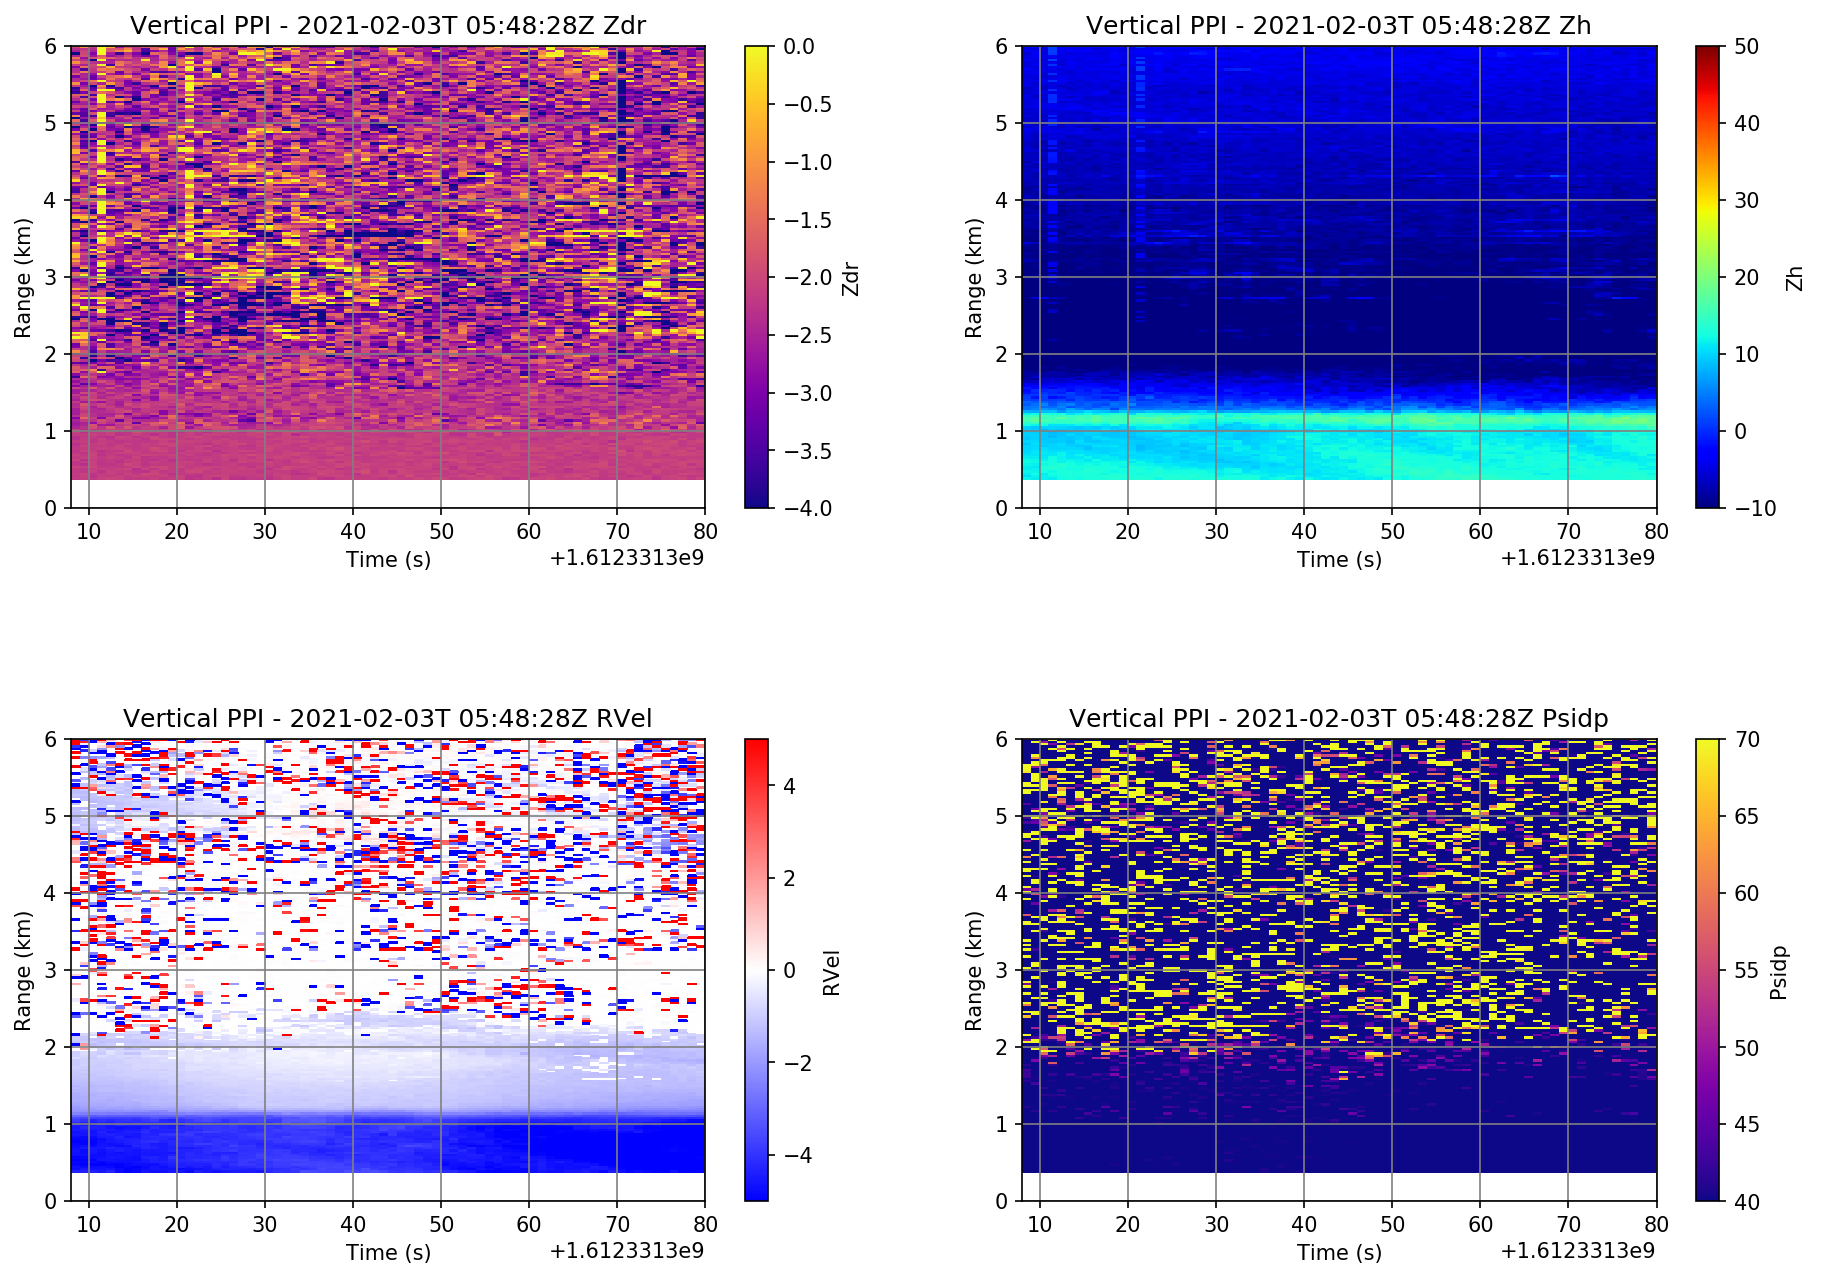 Vertical PPI - 2021-02-03T 05:48:28Z Zdr
6
5
4
3
2
1
0
Range (km)
10 20 30 40 50 60 70 80
Time (s)
+1.6123313e9
0.0
−0.5
−1.0
−1.5
−2.0
−2.5
−3.0
−3.5
−4.0
Zdr
Vertical PPI - 2021-02-03T 05:48:28Z Zh
6
5
4
3
2
1
0
Range (km)
10 20 30 40 50 60 70 80
Time (s)
+1.6123313e9
50
40
30
20
10
0
−10
Zh
Vertical PPI - 2021-02-03T 05:48:28Z RVel
6
5
4
3
2
1
0
Range (km)
10 20 30 40 50 60 70 80
Time (s)
+1.6123313e9
4
2
0
−2
−4
RVel
Vertical PPI - 2021-02-03T 05:48:28Z Psidp
6
5
4
3
2
1
0
Range (km)
10 20 30 40 50 60 70 80
Time (s)
+1.6123313e9
70
65
60
55
50
45
40
Psidp